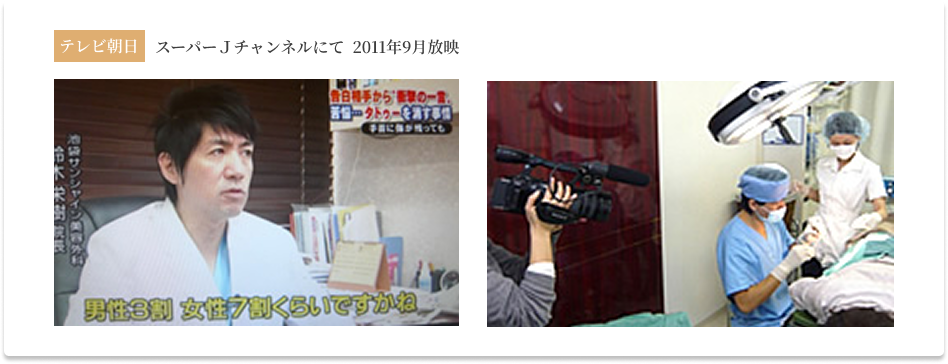 テレビ朝日 スーパーJチャンネルにて 2011年9月放映
告白相手から“衝撃の一言”
苦悩…タトゥーを消す事情
手首に傷が残っても
池袋サンシャイン美容外科
鈴木 栄樹 院長
男性3割 女性7割くらいですかね